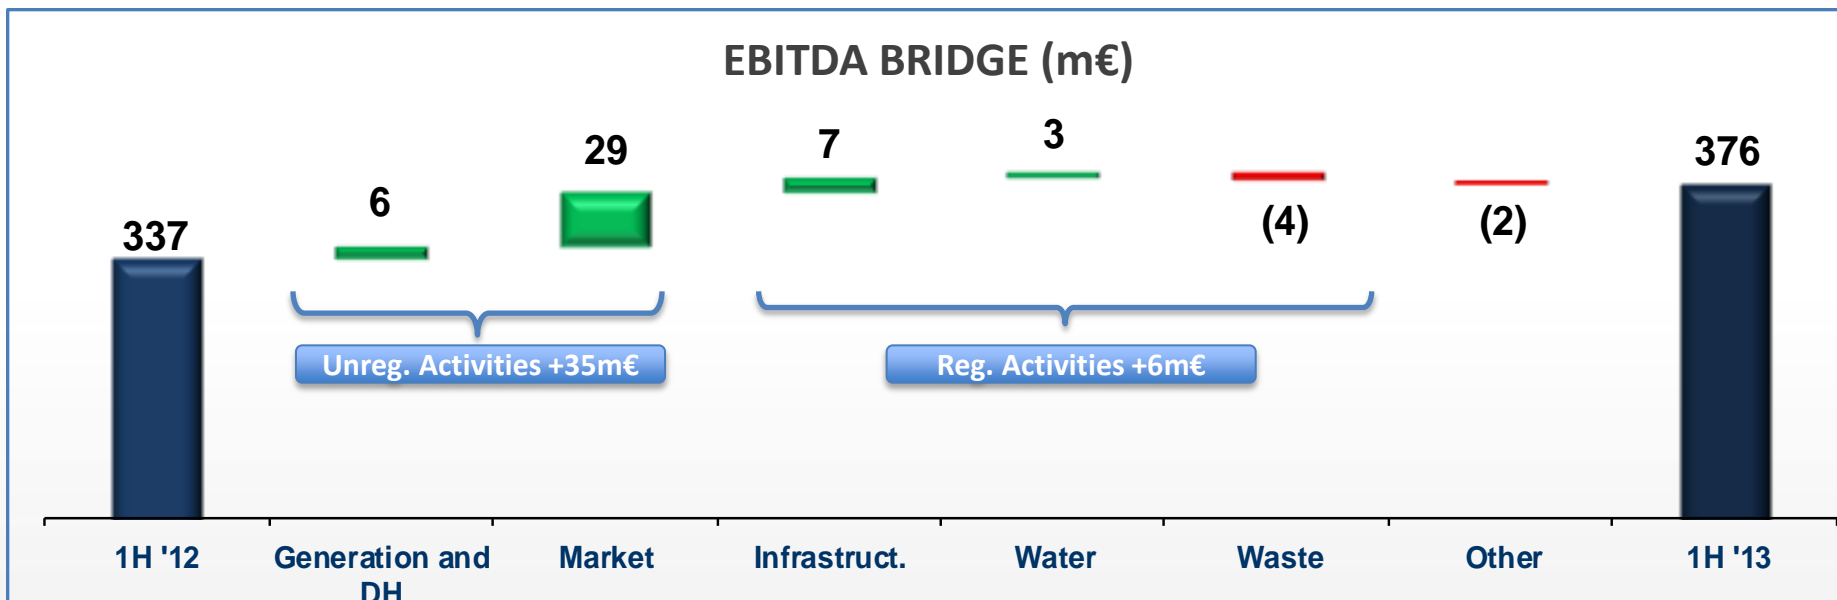 EBITDA BRIDGE (m€)
337
6
29
7
3
(4)
(2)
376
Unreg. Activities +35m€
Reg. Activities +6m€
1H '12
Generation and
DH
Market
Infrastruct.
Water
Waste
Other
1H '13